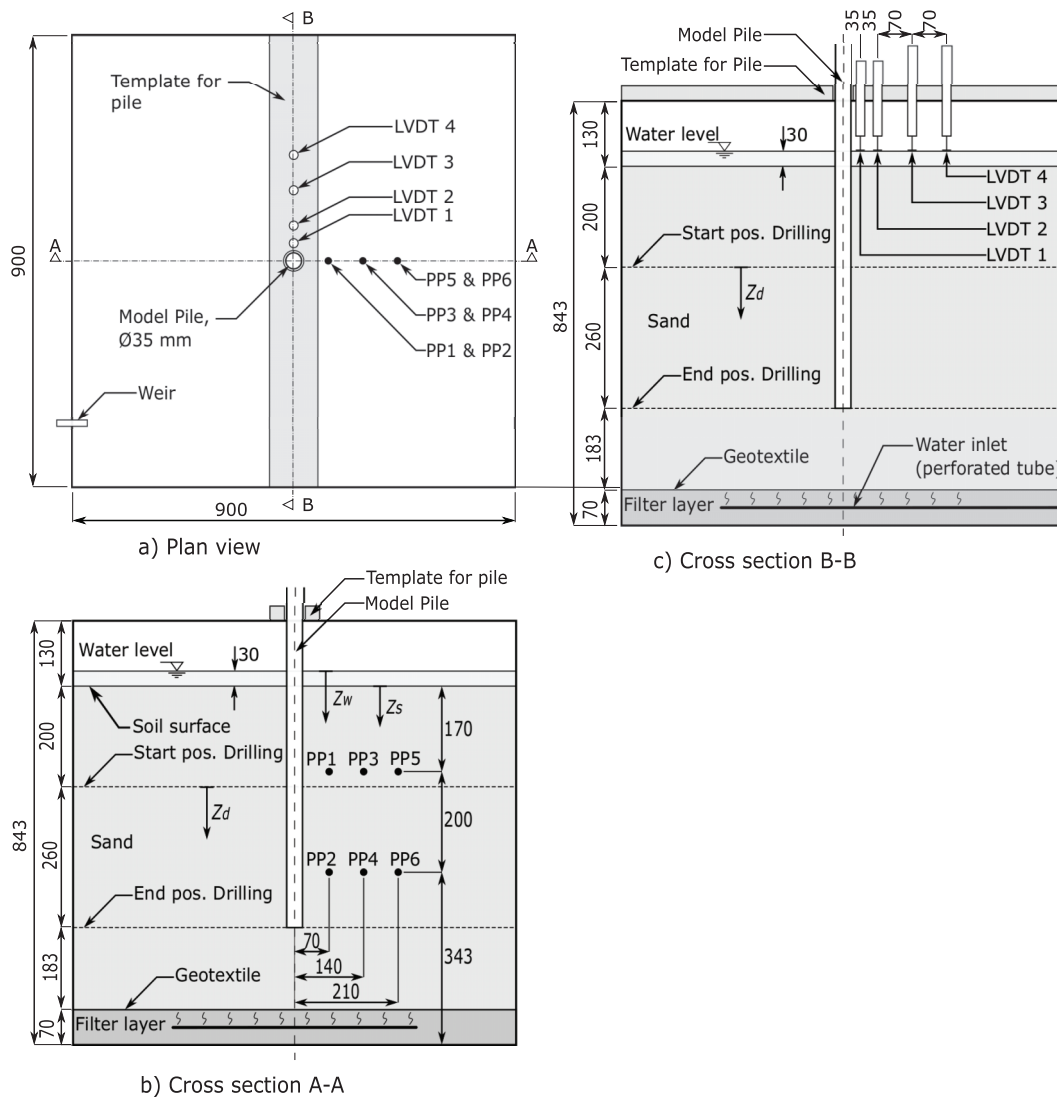 B
Template for
pile
LVDT 4
LVDT 3
LVDT 2
LVDT 1
A
A
900
PP5 & PP6
PP3 & PP4
PP1 & PP2
Model Pile,
Ø35 mm
Weir
B
900
a) Plan view
35
35
70
70
Model Pile
Template for Pile
130
Water level
30
LVDT 4
LVDT 3
LVDT 2
LVDT 1
200
Start pos. Drilling
Zd
843
260
Sand
End pos. Drilling
183
Geotextile
Water inlet
(perforated tube)
70
Filter layer
c) Cross section B-B
Template for pile
Model Pile
130
Water level
30
Zw
Zs
Soil surface
170
200
Start pos. Drilling
PP1
PP3
PP5
Zd
200
843
260
Sand
PP2
PP4
PP6
End pos. Drilling
70
343
183
140
Geotextile
210
70
Filter layer
b) Cross section A-A